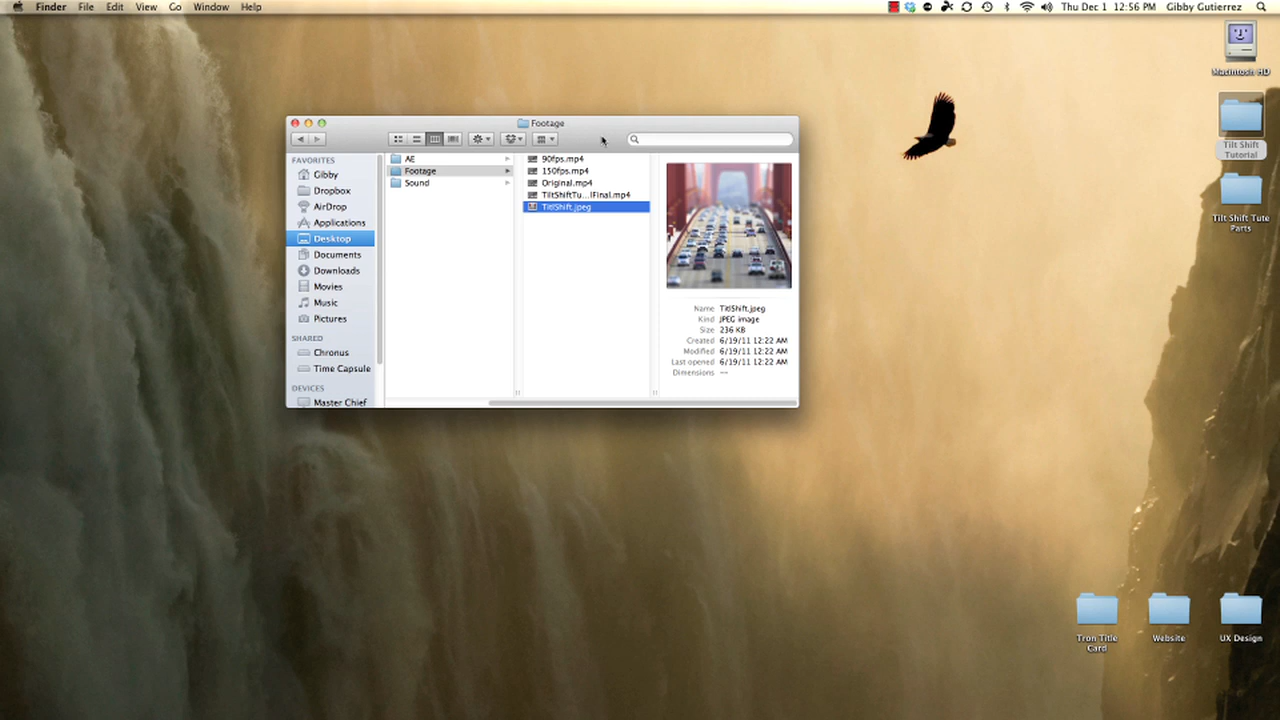 Finder File Edit View Go Window Help
Thu Dec 1 12:56 PM Gibby Gutierrez
Macintosh HD
Tilt Shift
Tutorial
Tilt Shift Tute
Parts
Footage
FAVORITES
Gibby
Dropbox
AirDrop
Applications
Desktop
Documents
Downloads
Movies
Music
Pictures
SHARED
Chronus
Time Capsule
DEVICES
Master Chief
AE
Footage
Sound
90fps.mp4
150fps.mp4
Original.mp4
TiltShiftTu...lFinal.mp4
TitlShift.jpeg
Name TitlShift.jpeg
Kind JPEG image
Size 236 KB
Created 6/19/11 12:22 AM
Modified 6/19/11 12:22 AM
Last opened 6/19/11 12:22 AM
Dimensions --
Tron Title
Card
Website
UX Design